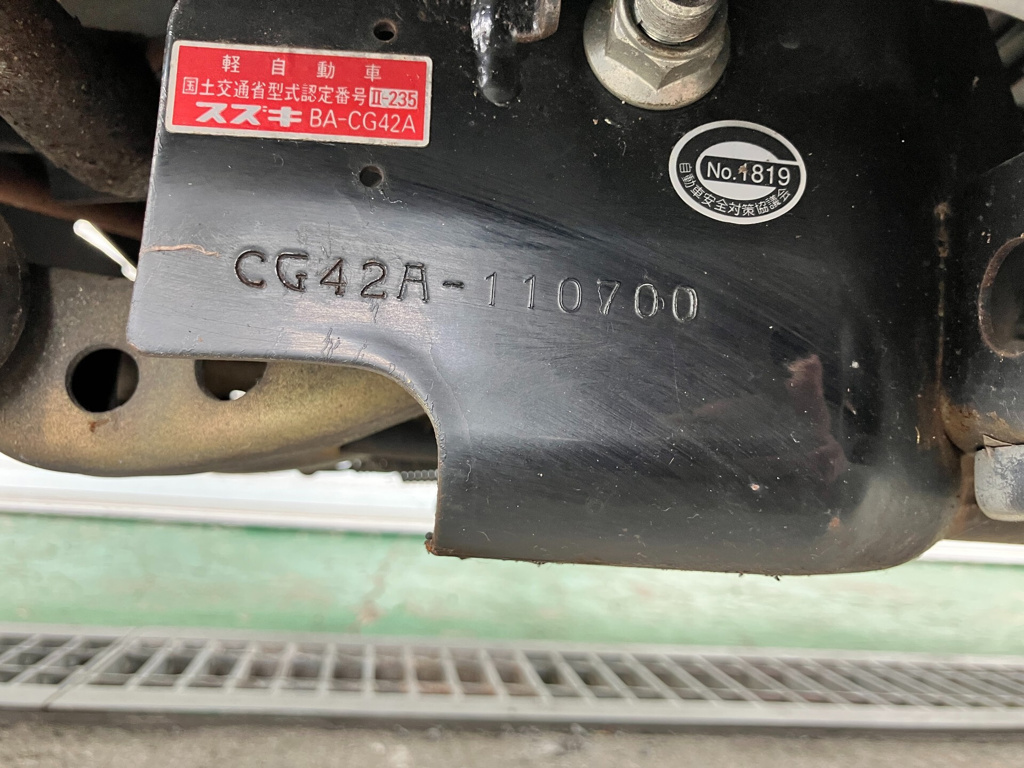 軽自動車
国土交通省型式認定番号 II-235
スズキ BA-CG42A
No.1819
自動車安全対策協議会
CG42A-110700